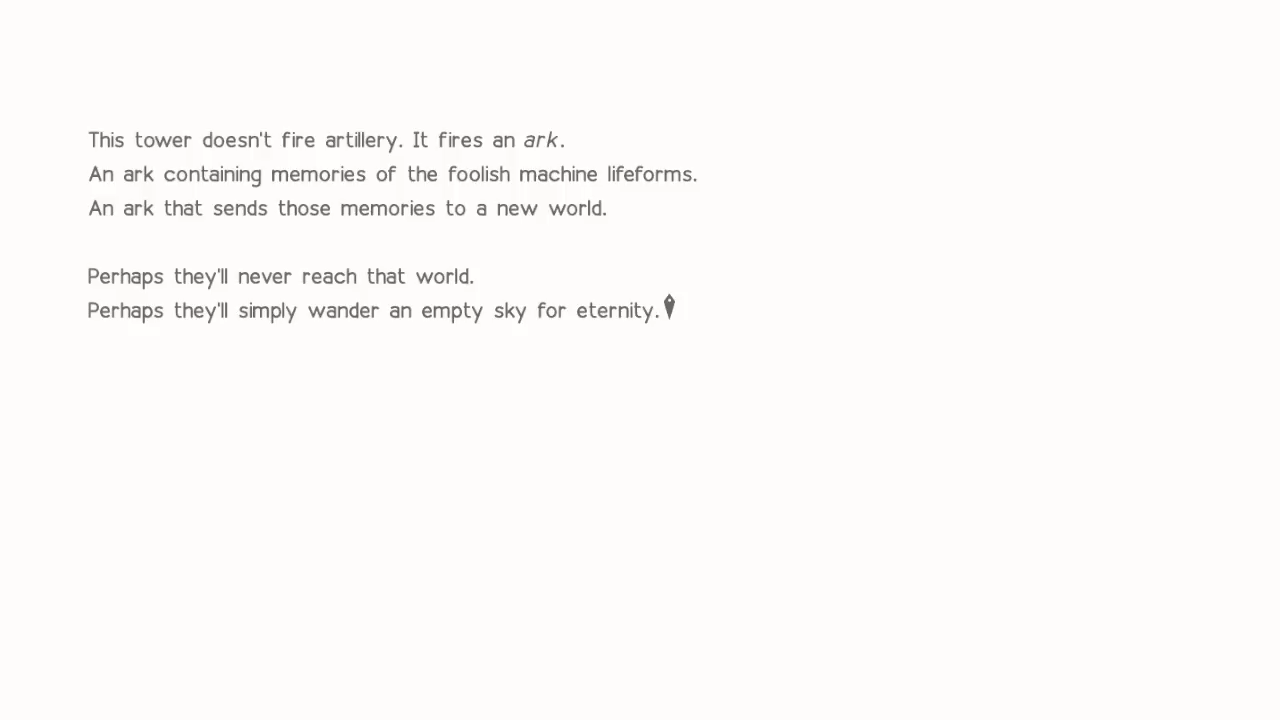 This tower doesn't fire artillery. It fires an ark.
An ark containing memories of the foolish machine lifeforms.
An ark that sends those memories to a new world.
Perhaps they'll never reach that world.
Perhaps they'll simply wander an empty sky for eternity.